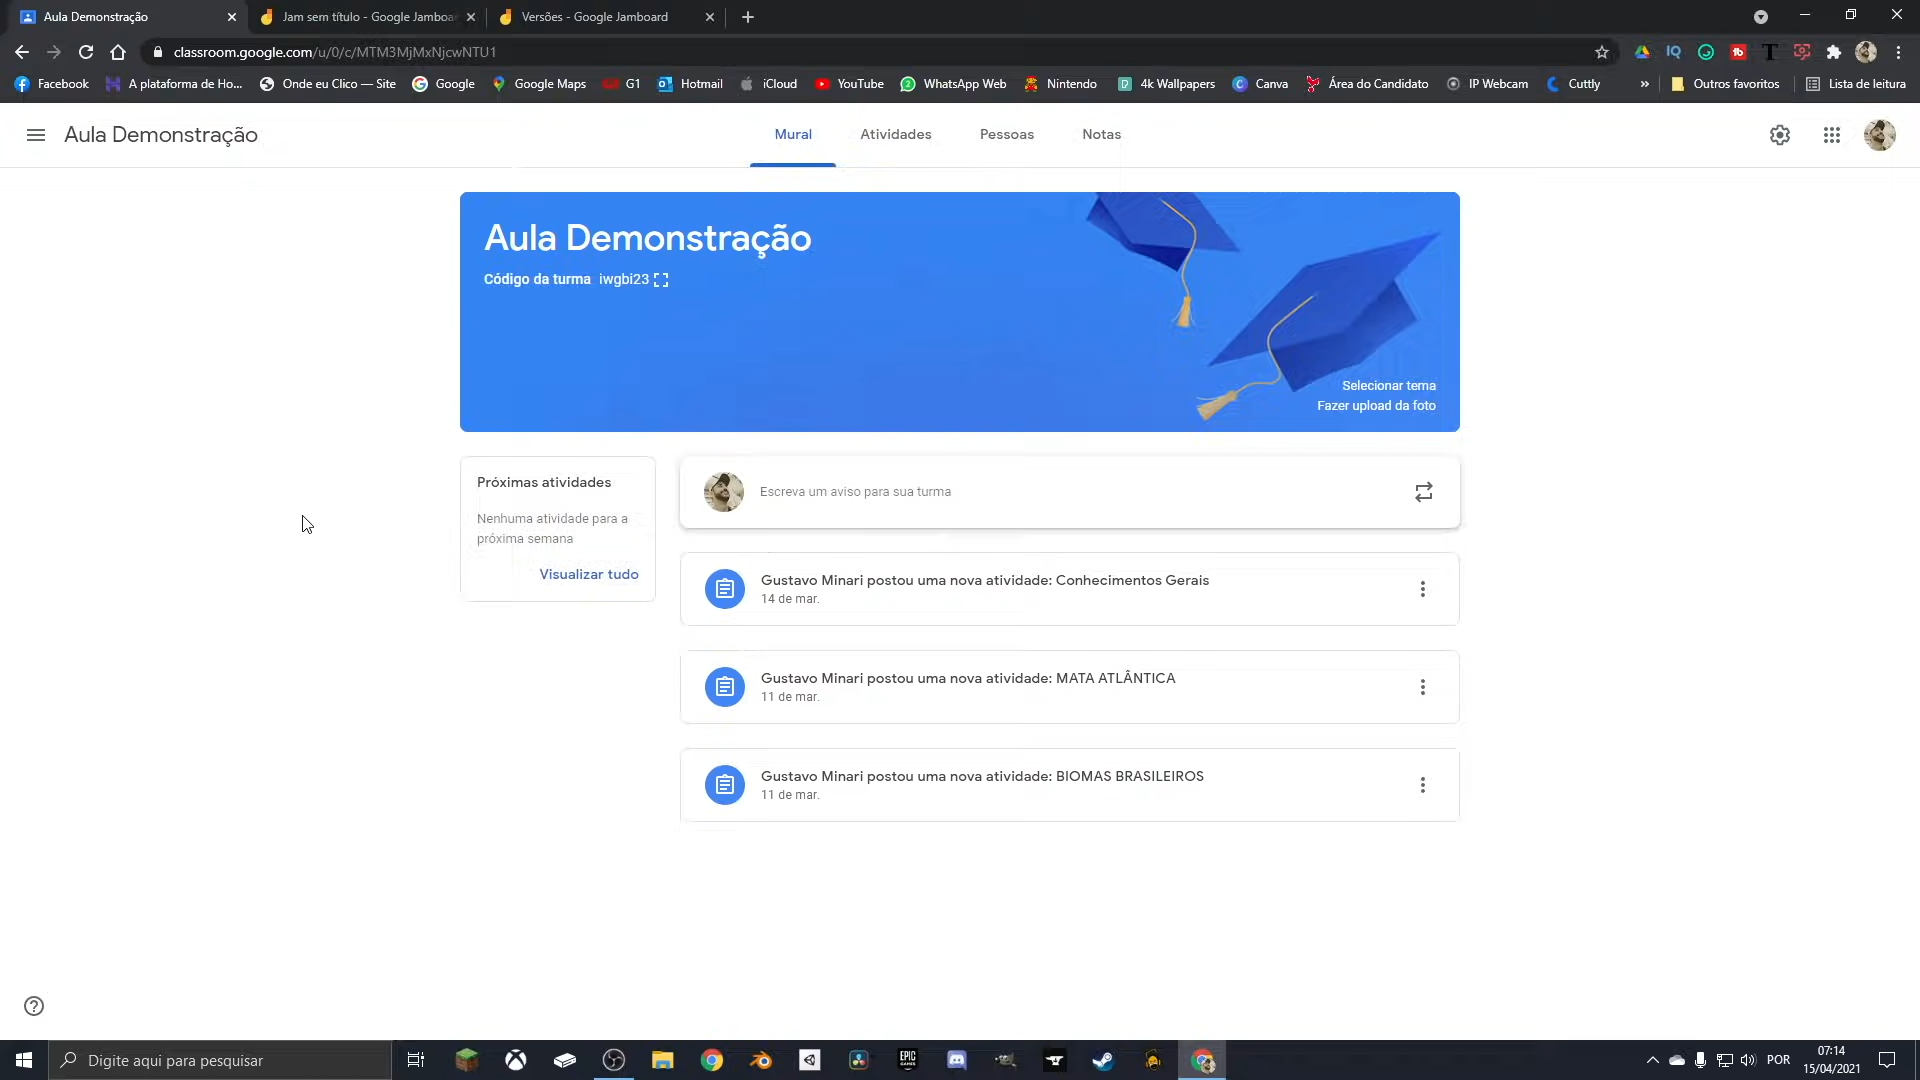 Aula Demonstração
Jam sem título - Google Jamboar
Versões - Google Jamboard
classroom.google.com/u/0/c/MTM3MjMxNjcwNTU1
Facebook
A plataforma de Ho...
Onde eu Clico — Site
Google
Google Maps
G1
Hotmail
iCloud
YouTube
WhatsApp Web
Nintendo
4k Wallpapers
Canva
Área do Candidato
IP Webcam
Cuttly
»
Outros favoritos
Lista de leitura
Aula Demonstração
Mural
Atividades
Pessoas
Notas
Aula Demonstração
Código da turma iwgbi23
Selecionar tema
Fazer upload da foto
Próximas atividades
Nenhuma atividade para a
próxima semana
Visualizar tudo
Escreva um aviso para sua turma
Gustavo Minari postou uma nova atividade: Conhecimentos Gerais
14 de mar.
Gustavo Minari postou uma nova atividade: MATA ATLÂNTICA
11 de mar.
Gustavo Minari postou uma nova atividade: BIOMAS BRASILEIROS
11 de mar.
Digite aqui para pesquisar
EPIC
GAMES
POR
07:14
15/04/2021